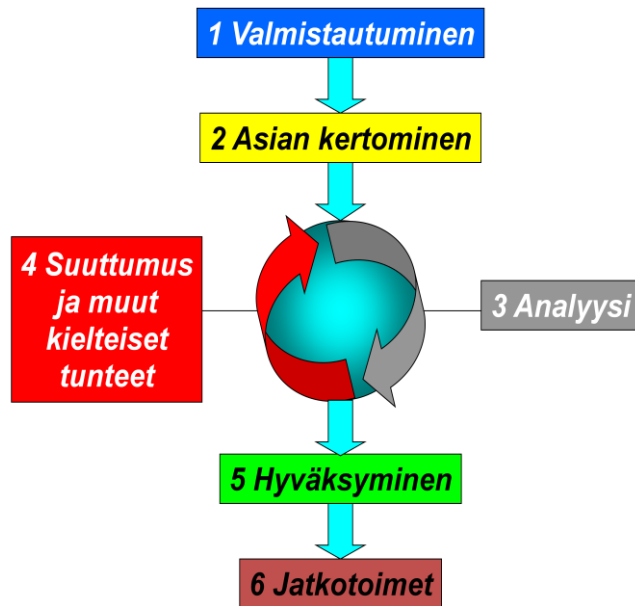 1 Valmistautuminen
2 Asian kertominen
4 Suuttumus
ja muut
kielteiset
tunteet
3 Analyysi
5 Hyväksyminen
6 Jatkotoimet